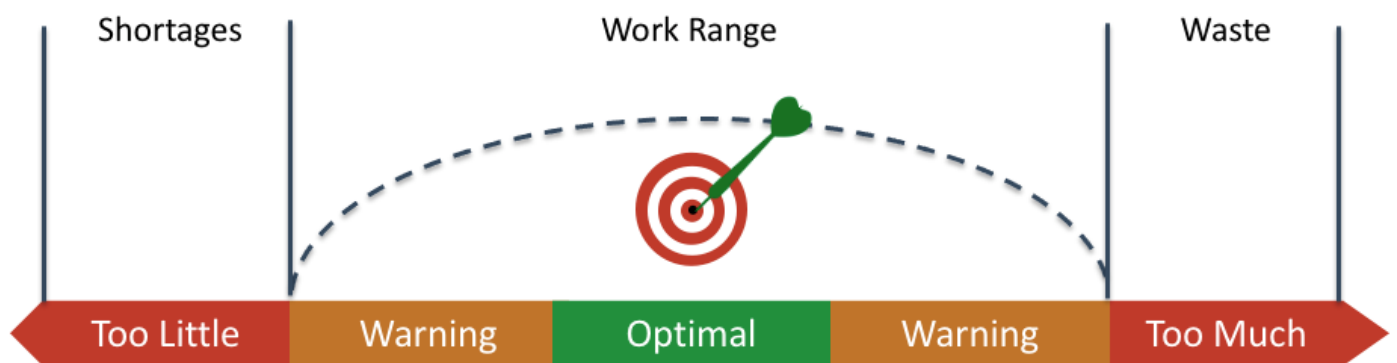 Shortages
Work Range
Waste
Too Little
Warning
Optimal
Warning
Too Much